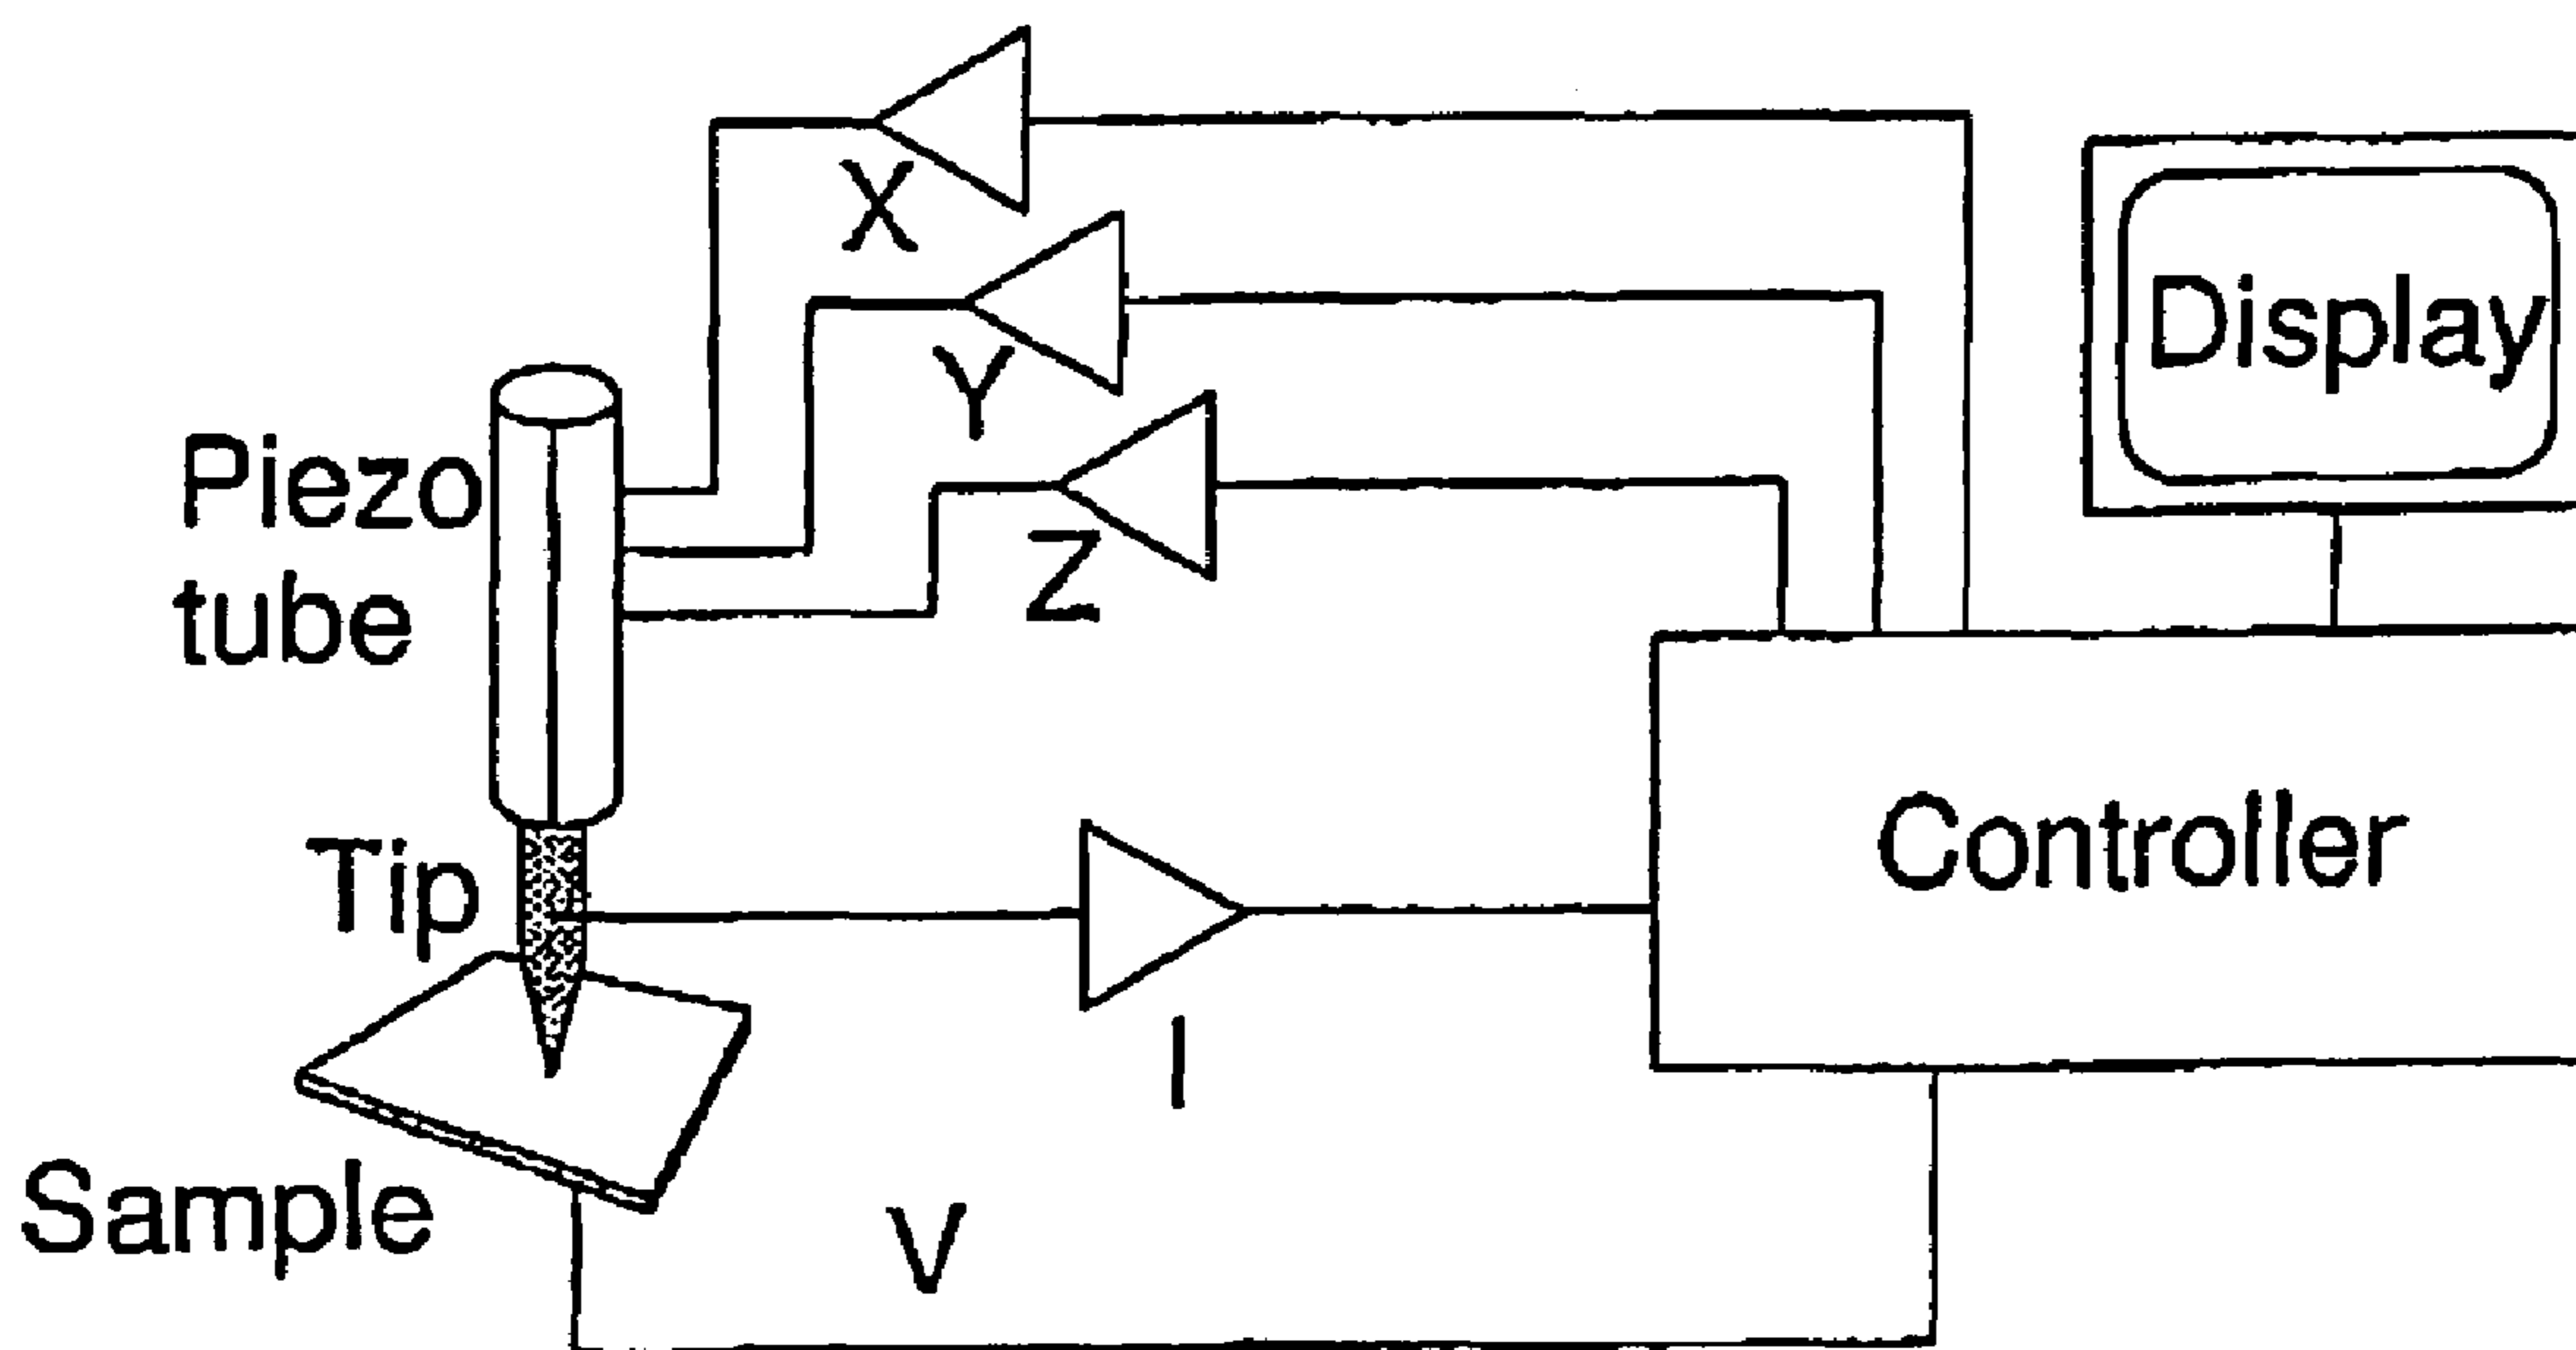 X
Y
Display
Piezo
tube
Z
Tip
Controller
I
Sample
V